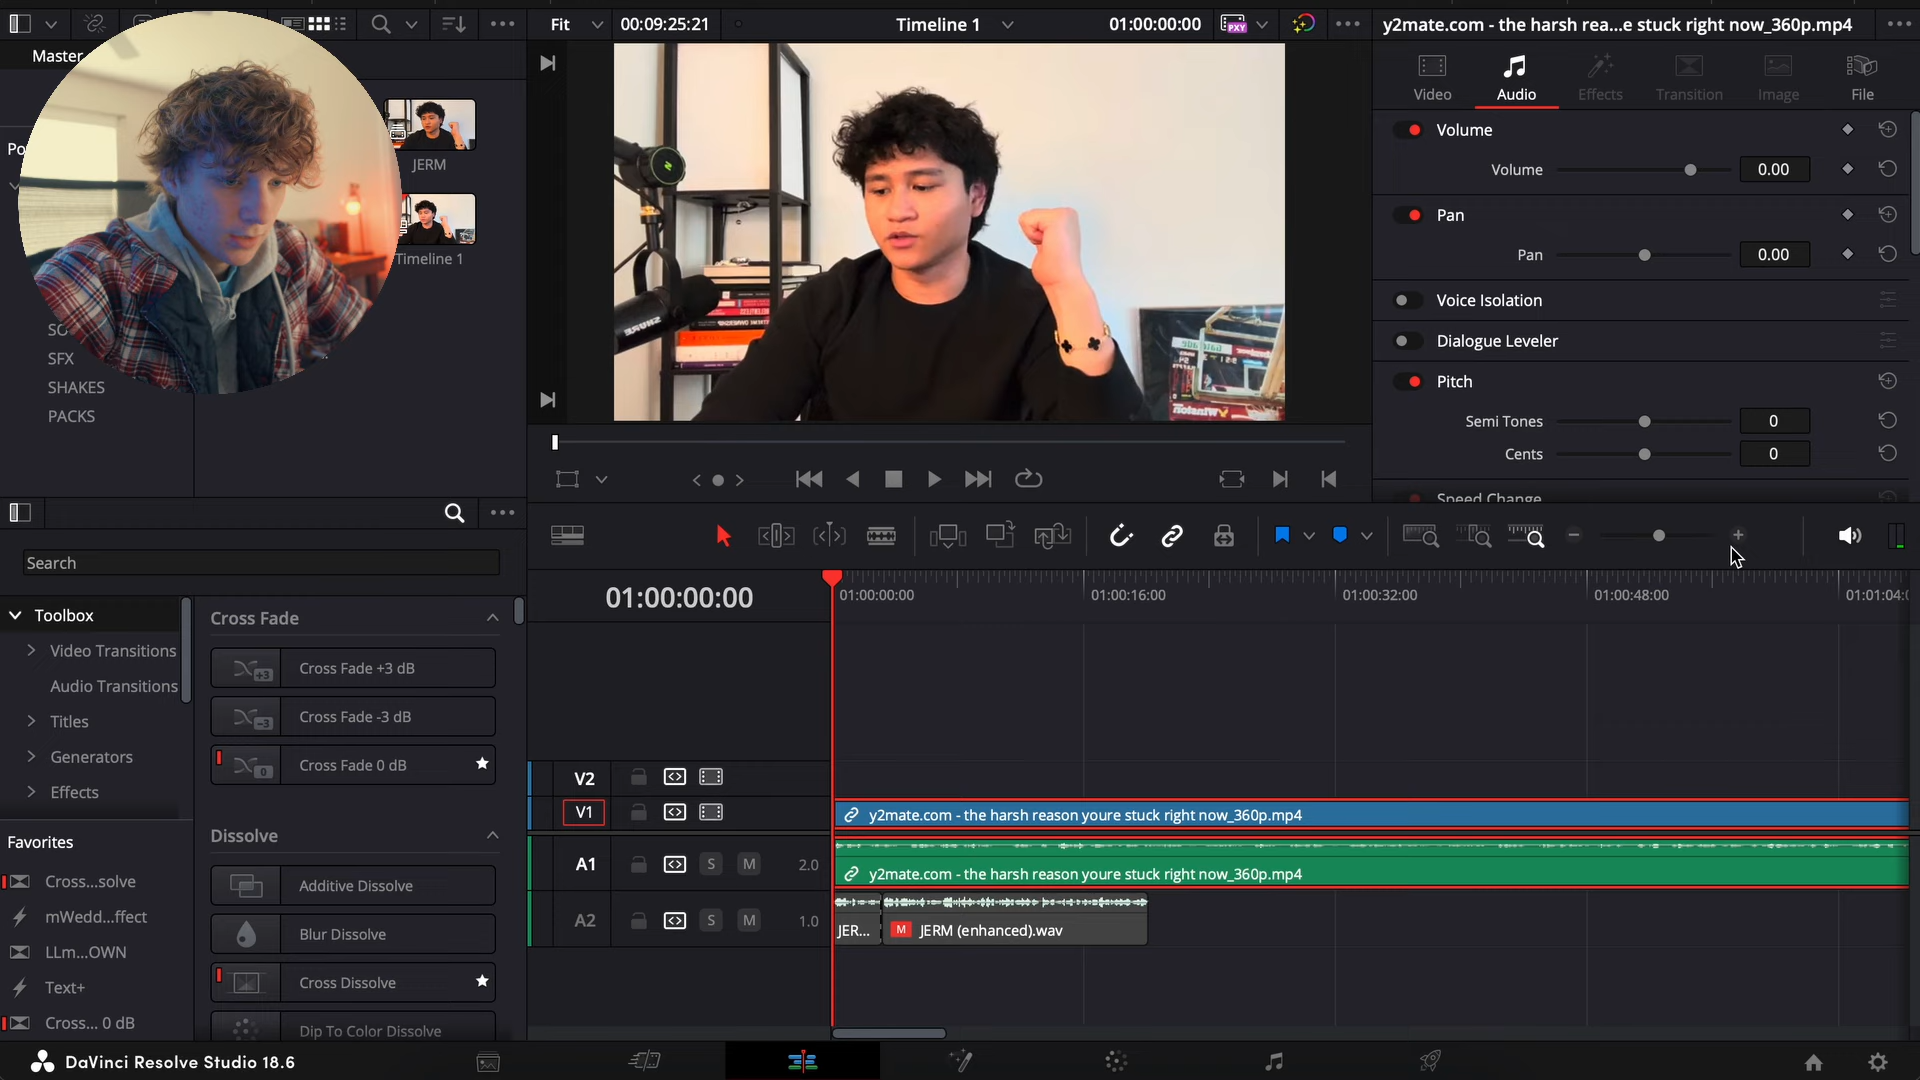 Fit
00:09:25:21
Timeline 1
01:00:00:00
PXY
y2mate.com - the harsh rea...e stuck right now_360p.mp4
Master
Po
JERM
Timeline 1
SO
SFX
SHAKES
PACKS
SHURE
Winston
Video
Audio
Effects
Transition
Image
File
Volume
Volume
0.00
Pan
Pan
0.00
Voice Isolation
Dialogue Leveler
Pitch
Semi Tones
0
Cents
0
Speed Change
Search
Toolbox
Video Transitions
Audio Transitions
Titles
Generators
Effects
Favorites
Cross...solve
mWedd...ffect
LLm...OWN
Text+
Cross... 0 dB
Cross Fade
+3
Cross Fade +3 dB
-3
Cross Fade -3 dB
0
Cross Fade 0 dB
Dissolve
Additive Dissolve
Blur Dissolve
Cross Dissolve
Dip To Color Dissolve
01:00:00:00
01:00:00:00
01:00:16:00
01:00:32:00
01:00:48:00
01:01:04:0
V2
V1
y2mate.com - the harsh reason youre stuck right now_360p.mp4
A1
S
M
2.0
y2mate.com - the harsh reason youre stuck right now_360p.mp4
A2
S
M
1.0
JER...
M
JERM (enhanced).wav
DaVinci Resolve Studio 18.6